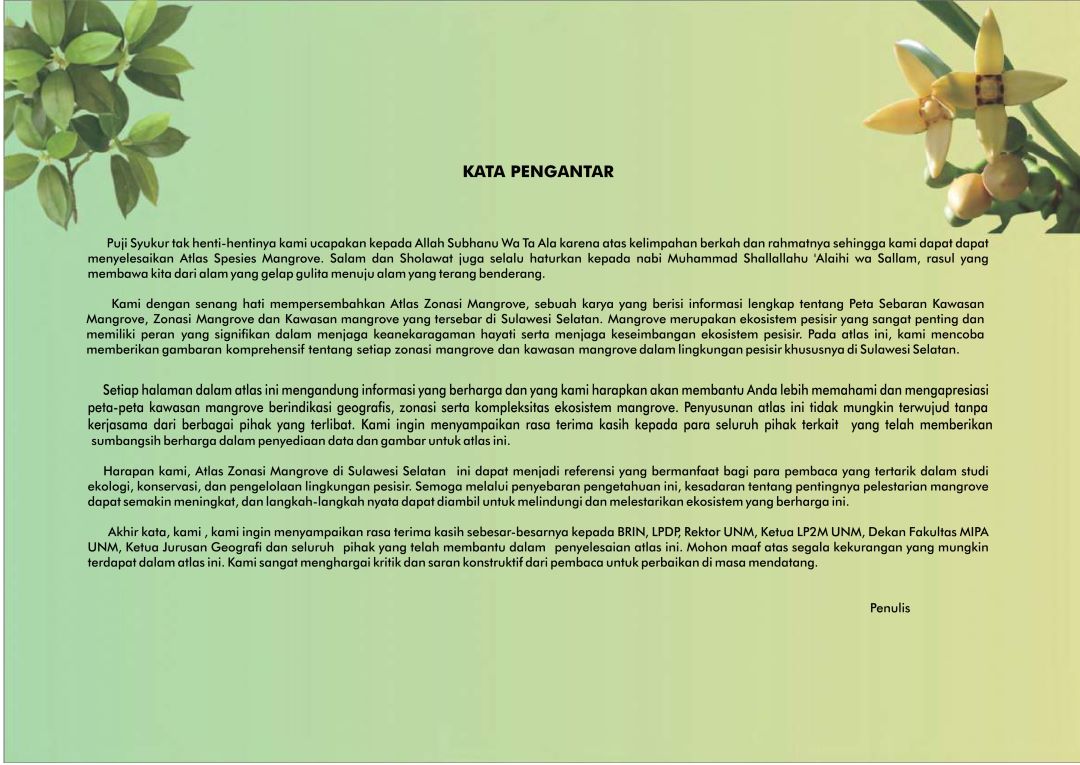 KATA PENGANTAR
Puji Syukur tak henti-hentinya kami ucapakan kepada Allah Subhanu Wa Ta Ala karena atas kelimpahan berkah dan rahmatnya sehingga kami dapat dapat
menyelesaikan Atlas Spesies Mangrove. Salam dan Sholawat juga selalu haturkan kepada nabi Muhammad Shallallahu 'Alaihi wa Sallam, rasul yang
membawa kita dari alam yang gelap gulita menuju alam yang terang benderang.
Kami dengan senang hati mempersembahkan Atlas Zonasi Mangrove, sebuah karya yang berisi informasi lengkap tentang Peta Sebaran Kawasan
Mangrove, Zonasi Mangrove dan Kawasan mangrove yang tersebar di Sulawesi Selatan. Mangrove merupakan ekosistem pesisir yang sangat penting dan
memiliki peran yang signifikan dalam menjaga keanekaragaman hayati serta menjaga keseimbangan ekosistem pesisir. Pada atlas ini, kami mencoba
memberikan gambaran komprehensif tentang setiap zonasi mangrove dan kawasan mangrove dalam lingkungan pesisir khususnya di Sulawesi Selatan.
Setiap halaman dalam atlas ini mengandung informasi yang berharga dan yang kami harapkan akan membantu Anda lebih memahami dan mengapresiasi
peta-peta kawasan mangrove berindikasi geografis, zonasi serta kompleksitas ekosistem mangrove. Penyusunan atlas ini tidak mungkin terwujud tanpa
kerjasama dari berbagai pihak yang terlibat. Kami ingin menyampaikan rasa terima kasih kepada para seluruh pihak terkait yang telah memberikan
sumbangsih berharga dalam penyediaan data dan gambar untuk atlas ini.
Harapan kami, Atlas Zonasi Mangrove di Sulawesi Selatan ini dapat menjadi referensi yang bermanfaat bagi para pembaca yang tertarik dalam studi
ekologi, konservasi, dan pengelolaan lingkungan pesisir. Semoga melalui penyebaran pengetahuan ini, kesadaran tentang pentingnya pelestarian mangrove
dapat semakin meningkat, dan langkah-langkah nyata dapat diambil untuk melindungi dan melestarikan ekosistem yang berharga ini.
Akhir kata, kami , kami ingin menyampaikan rasa terima kasih sebesar-besarnya kepada BRIN, LPDP, Rektor UNM, Ketua LP2M UNM, Dekan Fakultas MIPA
UNM, Ketua Jurusan Geografi dan seluruh pihak yang telah membantu dalam penyelesaian atlas ini. Mohon maaf atas segala kekurangan yang mungkin
terdapat dalam atlas ini. Kami sangat menghargai kritik dan saran konstruktif dari pembaca untuk perbaikan di masa mendatang.
Penulis